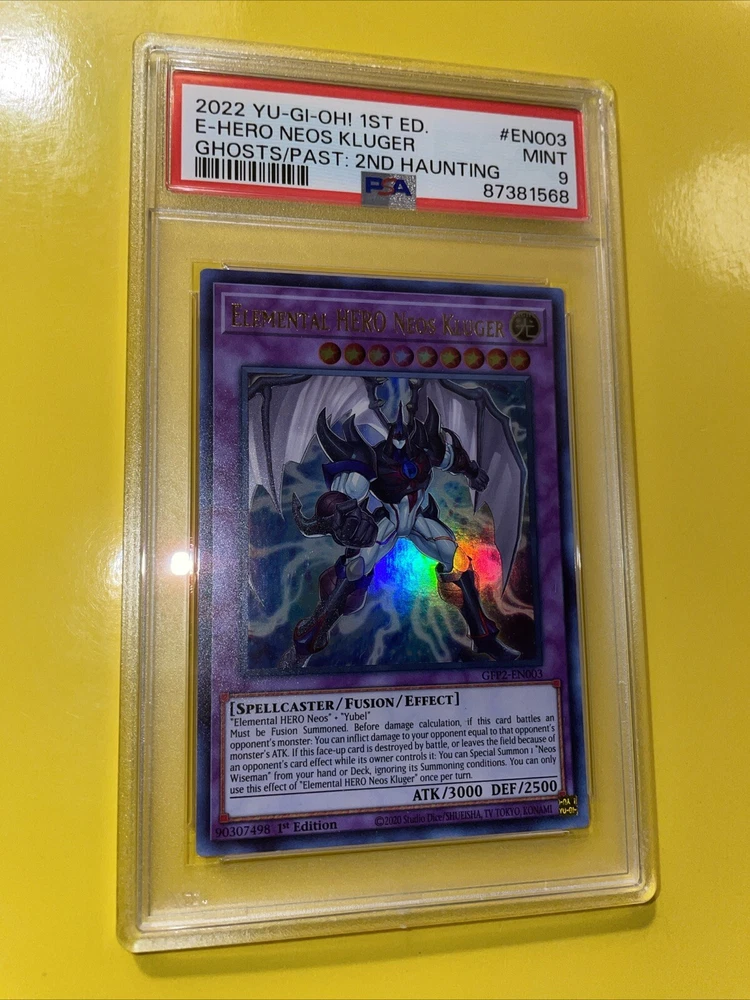 2022 YU-GI-OH! 1ST ED. #EN003
E-HERO NEOS KLUGER MINT
GHOSTS/PAST: 2ND HAUNTING 9
PSA 87381568
ELEMENTAL HERO NEOS KLUGER 光
GFP2-EN003
[SPELLCASTER/FUSION/EFFECT]
"Elemental HERO Neos" + "Yubel"
Must be Fusion Summoned. Before damage calculation, if this card battles an
opponent's monster: You can inflict damage to your opponent equal to that opponent's
monster's ATK. If this face-up card is destroyed by battle, or leaves the field because of
an opponent's card effect while its owner controls it: You can Special Summon 1 "Neos
Wiseman" from your hand or Deck, ignoring its Summoning conditions. You can only
use this effect of "Elemental HERO Neos Kluger" once per turn.
ATK/3000 DEF/2500
90307498 1st Edition ©2020 Studio Dice/SHUEISHA, TV TOKYO, KONAMI